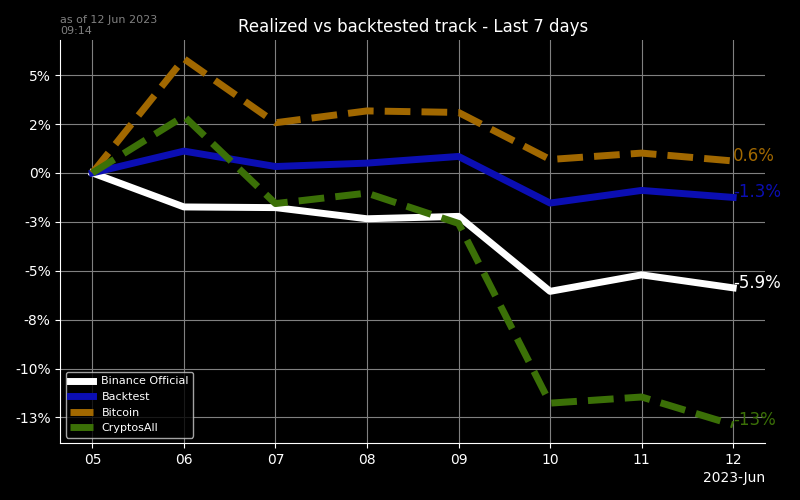 as of 12 Jun 2023
09:14
Realized vs backtested track - Last 7 days
5%
2%
0%
-3%
-5%
-8%
-10%
-13%
0.6%
-1.3%
-5.9%
-13%
Binance Official
Backtest
Bitcoin
CryptosAll
05 06 07 08 09 10 11 12
2023-Jun